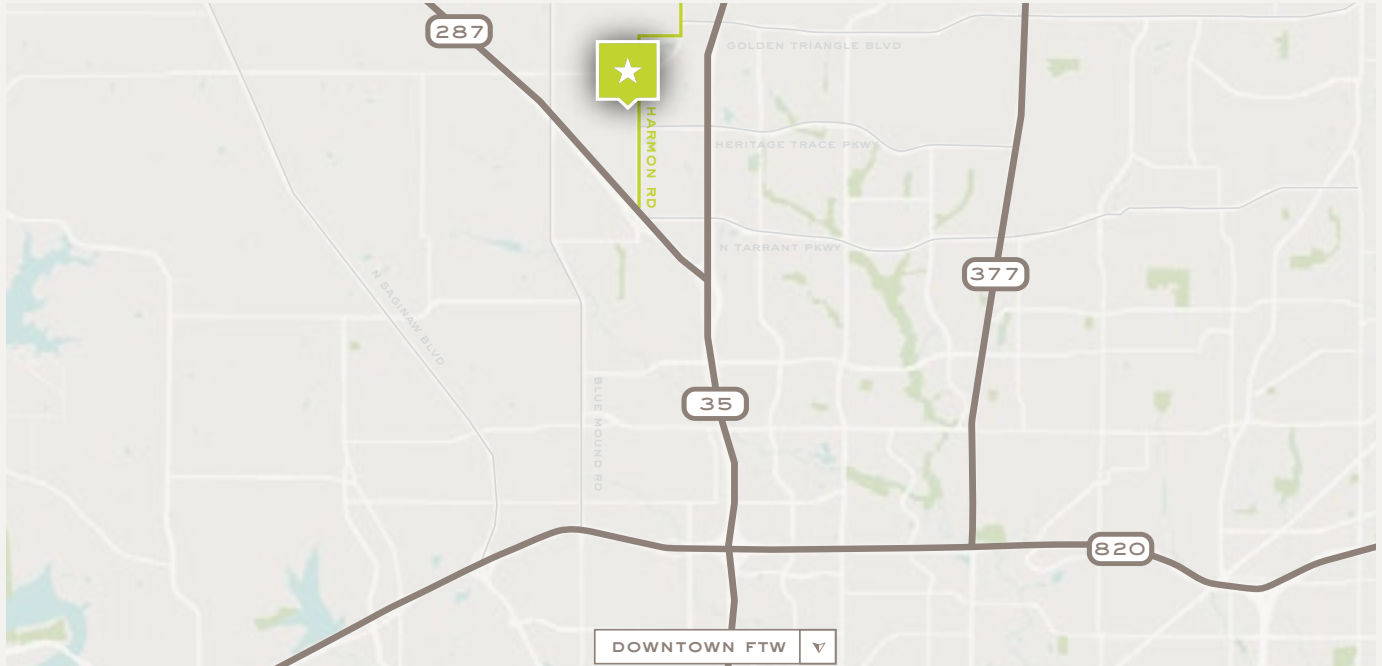 287
GOLDEN TRIANGLE BLVD
HARMON RD
HERITAGE TRACE PKWY
N TARRANT PKWY
377
N SAGINAW BLVD
35
BLUE MOUND RD
820
DOWNTOWN FTW